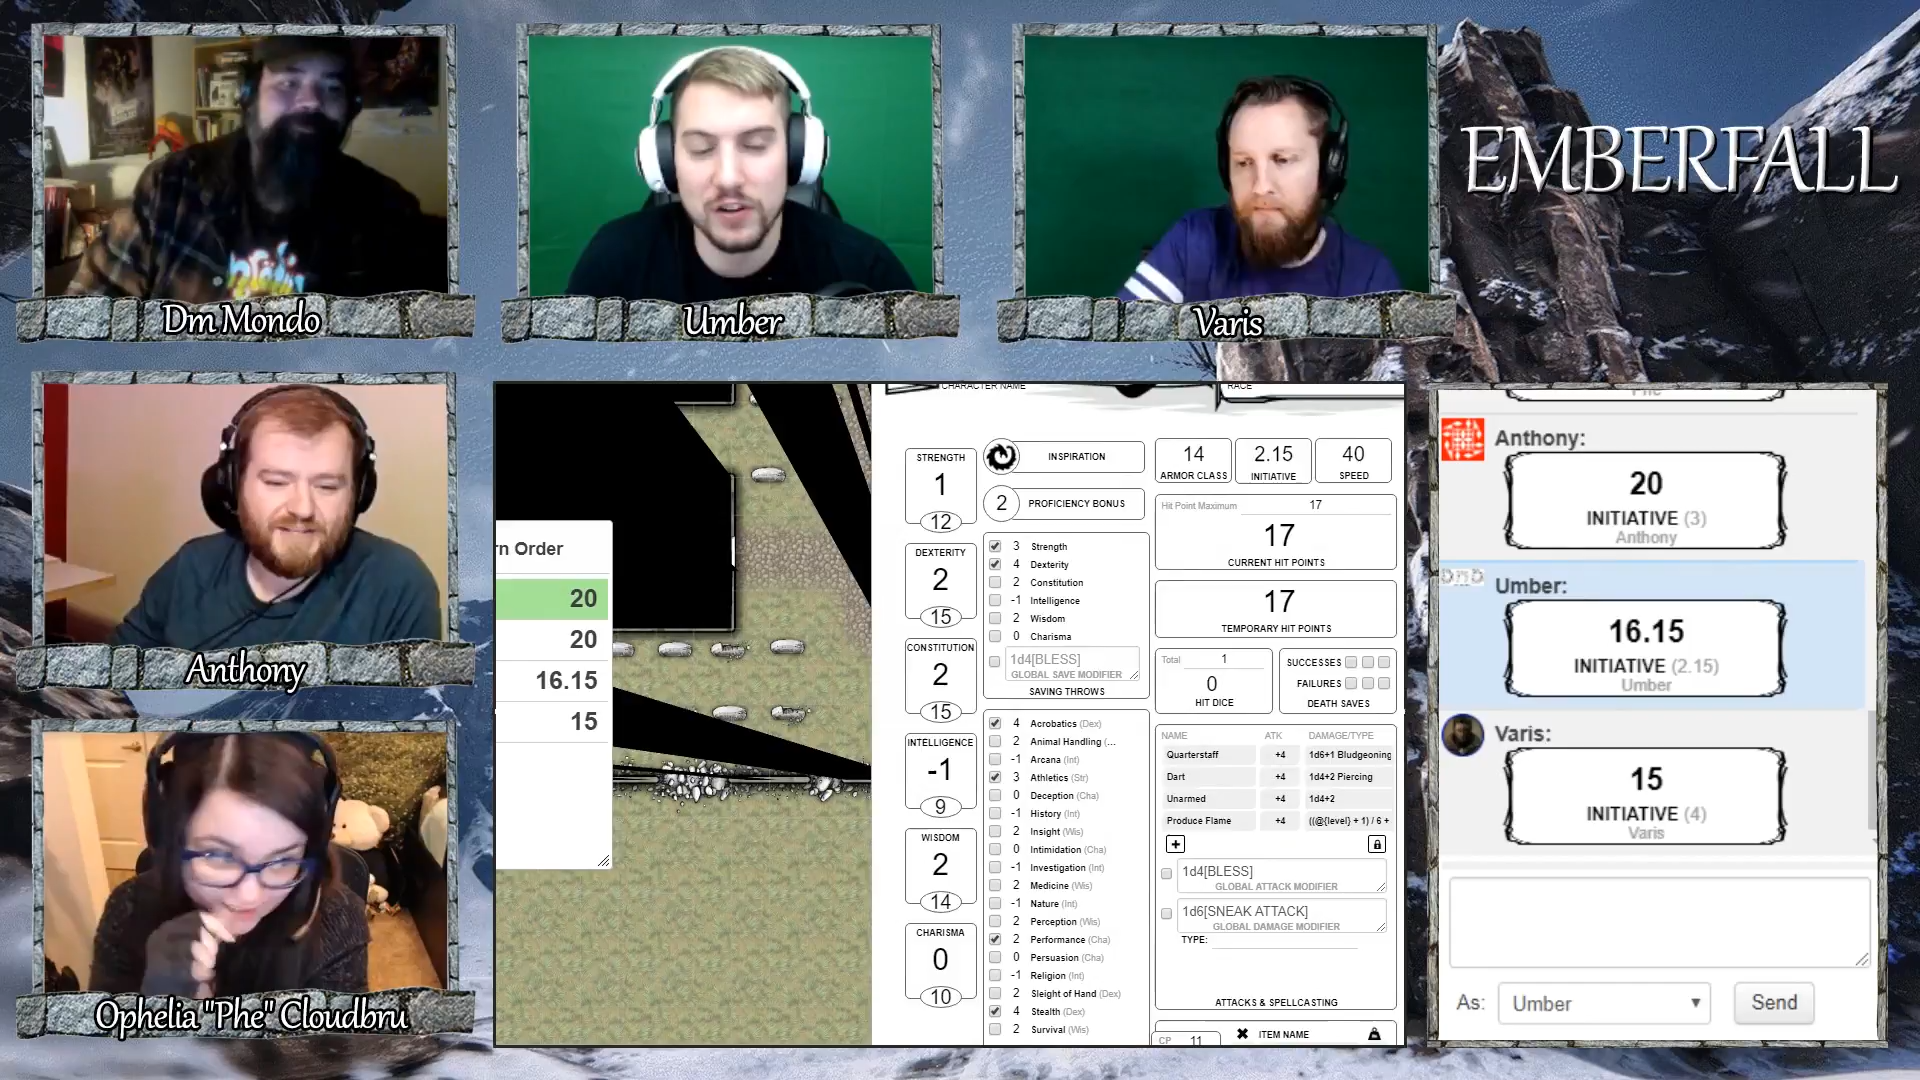 EMBERFALL
Dm Mondo
Umber
Varis
Anthony
Ophelia "Phe" Cloudbru
rn Order
20
20
16.15
15
CHARACTER NAME
RACE
STRENGTH
1
12
DEXTERITY
2
15
CONSTITUTION
2
15
INTELLIGENCE
-1
9
WISDOM
2
14
CHARISMA
0
10
INSPIRATION
2 PROFICIENCY BONUS
3 Strength
4 Dexterity
2 Constitution
-1 Intelligence
2 Wisdom
0 Charisma
1d4[BLESS]
GLOBAL SAVE MODIFIER
SAVING THROWS
4 Acrobatics (Dex)
2 Animal Handling (...
-1 Arcana (Int)
3 Athletics (Str)
0 Deception (Cha)
-1 History (Int)
2 Insight (Wis)
0 Intimidation (Cha)
-1 Investigation (Int)
2 Medicine (Wis)
-1 Nature (Int)
2 Perception (Wis)
2 Performance (Cha)
0 Persuasion (Cha)
-1 Religion (Int)
2 Sleight of Hand (Dex)
4 Stealth (Dex)
2 Survival (Wis)
14
ARMOR CLASS
2.15
INITIATIVE
40
SPEED
Hit Point Maximum 17
17
CURRENT HIT POINTS
17
TEMPORARY HIT POINTS
Total 1
0
HIT DICE
SUCCESSES
FAILURES
DEATH SAVES
NAME ATK DAMAGE/TYPE
Quarterstaff +4 1d6+1 Bludgeoning
Dart +4 1d4+2 Piercing
Unarmed +4 1d4+2
Produce Flame +4 ((@{level} + 1) / 6 +
1d4[BLESS]
GLOBAL ATTACK MODIFIER
1d6[SNEAK ATTACK]
GLOBAL DAMAGE MODIFIER
TYPE:
ATTACKS & SPELLCASTING
CP 11
ITEM NAME
Phe
Anthony:
20
INITIATIVE (3)
Anthony
Umber:
16.15
INITIATIVE (2.15)
Umber
Varis:
15
INITIATIVE (4)
Varis
As: Umber
Send